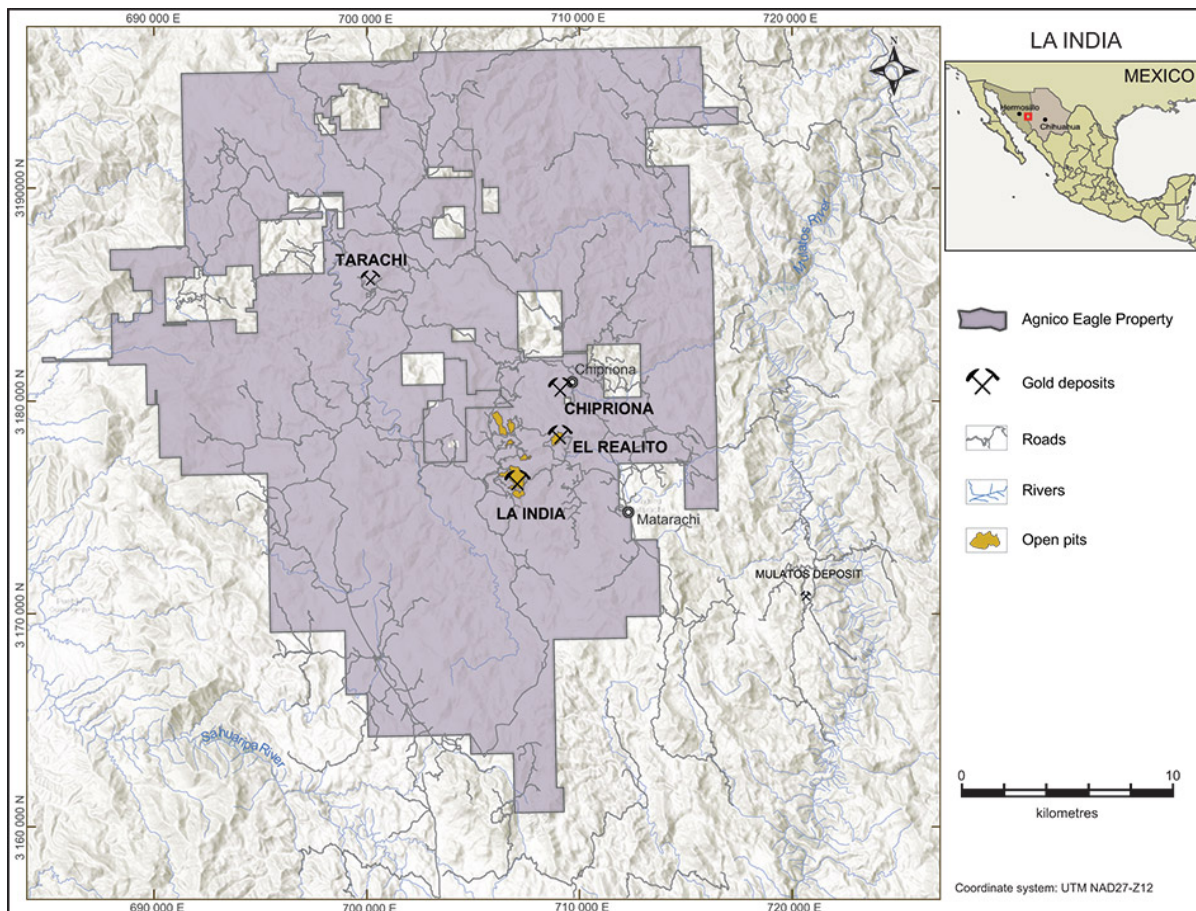 690 000 E
700 000 E
710 000 E
720 000 E
N
LA INDIA
MEXICO
Hermosillo
Chihuahua
3 190 000 N
3 180 000 N
3 170 000 N
3 160 000 N
TARACHI
Chipriona
CHIPRIONA
EL REALITO
LA INDIA
Matarachi
MULATOS DEPOSIT
Sahuaripa River
Agnico Eagle Property
Gold deposits
Roads
Rivers
Open pits
0
10
kilometres
Coordinate system: UTM NAD27-Z12
690 000 E
700 000 E
710 000 E
720 000 E